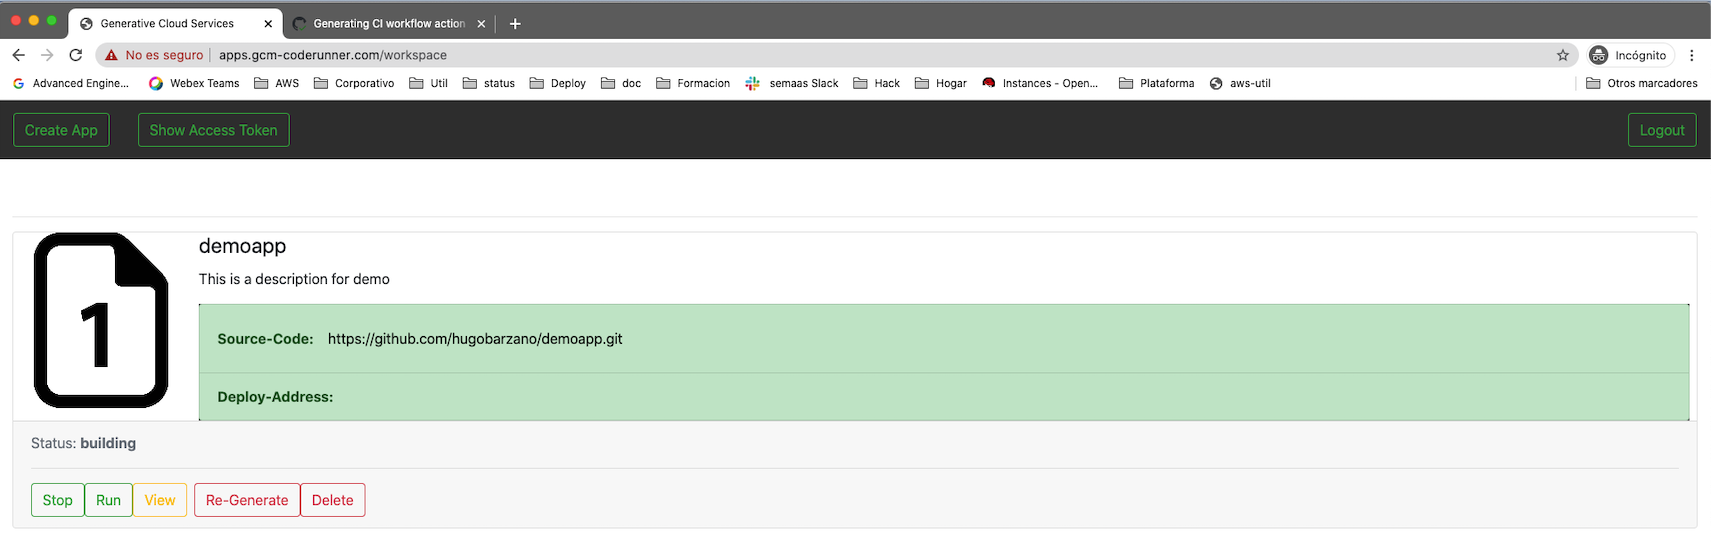 Generative Cloud Services
Generating CI workflow action
No es seguro apps.gcm-coderunner.com/workspace
Incógnito
Advanced Engine... Webex Teams AWS Corporativo Util status Deploy doc Formacion semaas Slack Hack Hogar Instances - Open... Plataforma aws-util Otros marcadores
Create App Show Access Token Logout
1
demoapp
This is a description for demo
Source-Code: https://github.com/hugobarzano/demoapp.git
Deploy-Address:
Status: building
Stop Run View Re-Generate Delete